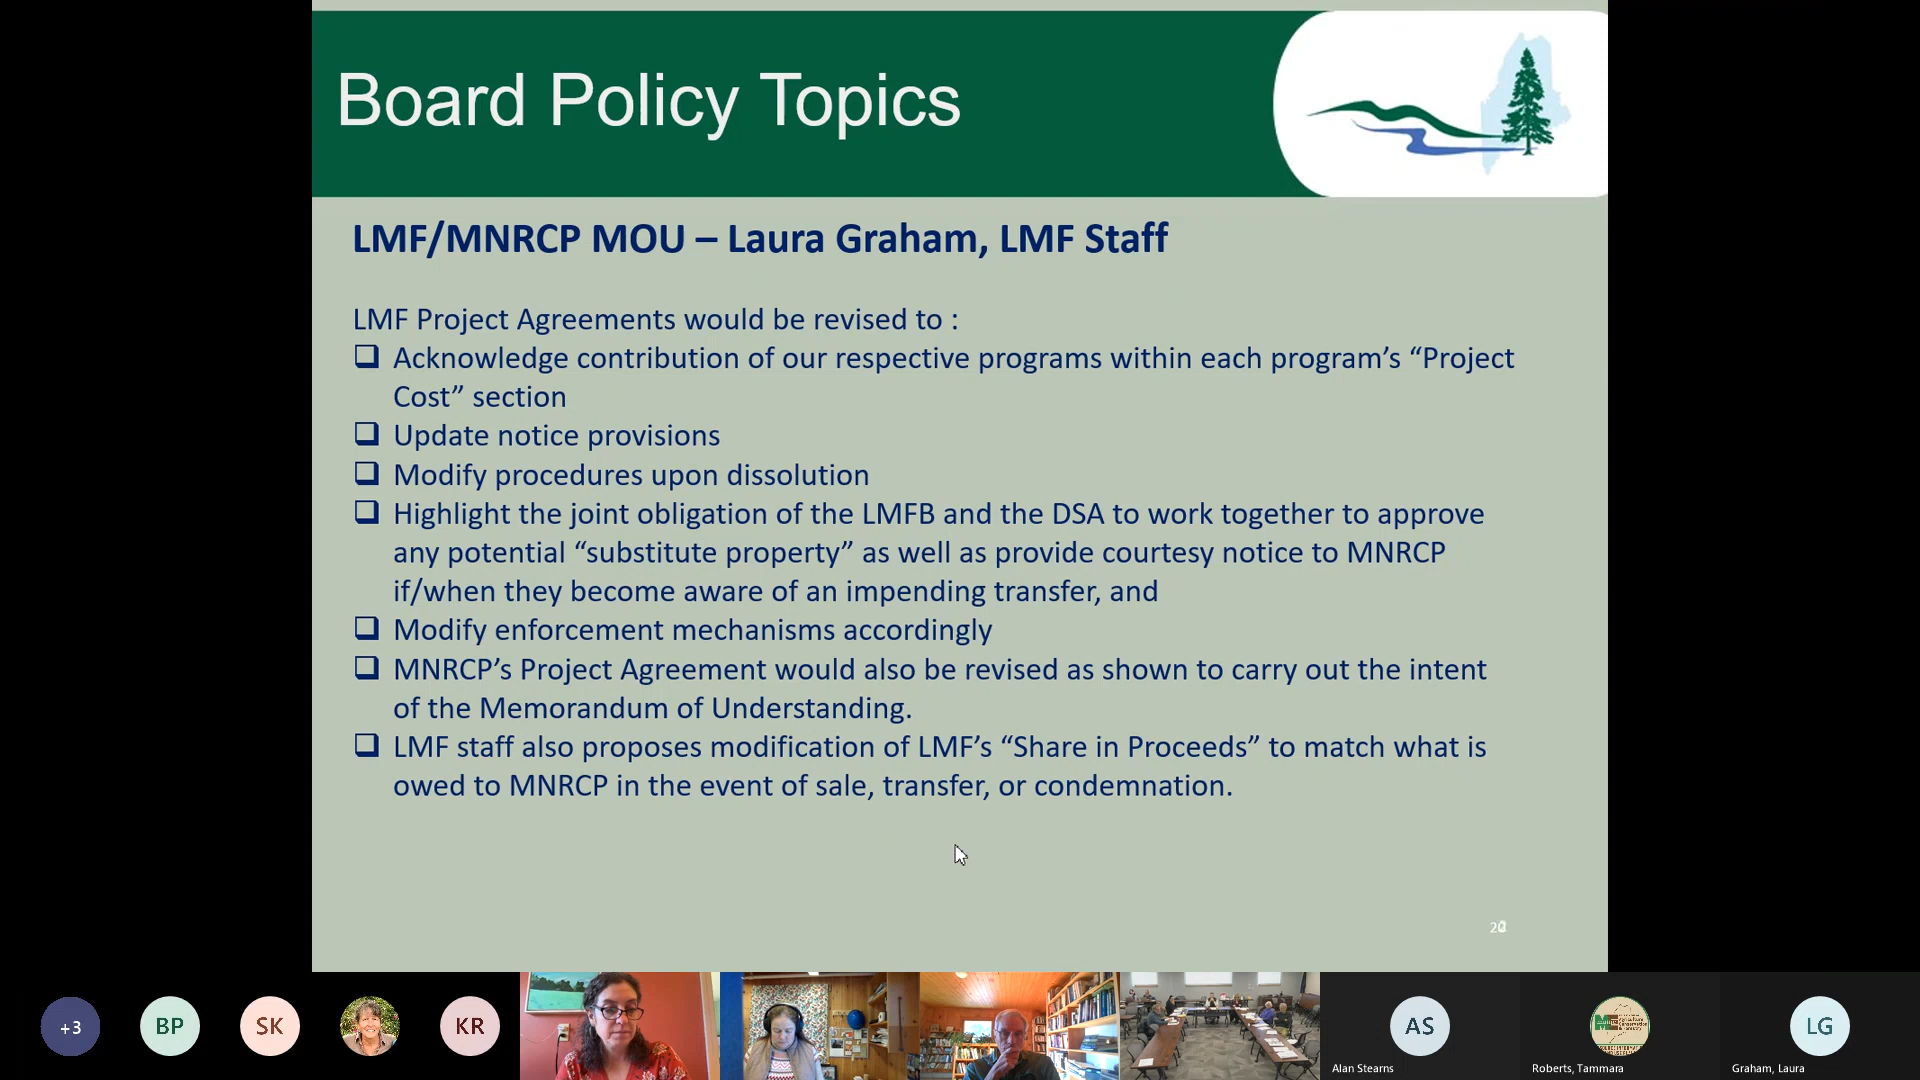 Board Policy Topics
LMF/MNRCP MOU – Laura Graham, LMF Staff
LMF Project Agreements would be revised to :
Acknowledge contribution of our respective programs within each program’s “Project
Cost” section
Update notice provisions
Modify procedures upon dissolution
Highlight the joint obligation of the LMFB and the DSA to work together to approve
any potential “substitute property” as well as provide courtesy notice to MNRCP
if/when they become aware of an impending transfer, and
Modify enforcement mechanisms accordingly
MNRCP’s Project Agreement would also be revised as shown to carry out the intent
of the Memorandum of Understanding.
LMF staff also proposes modification of LMF’s “Share in Proceeds” to match what is
owed to MNRCP in the event of sale, transfer, or condemnation.
+3
BP
SK
KR
AS
LG
Alan Stearns
Roberts, Tammara
Graham, Laura